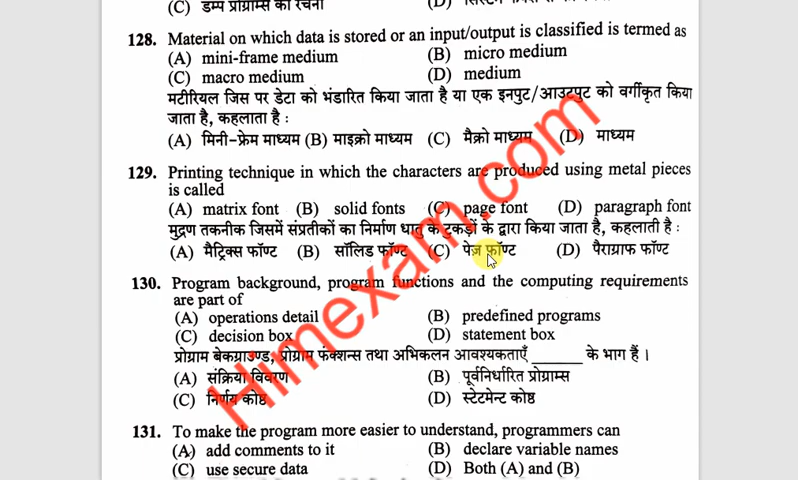 (C) डम्प प्रोग्राम्स की रचना (D)
128. Material on which data is stored or an input/output is classified is termed as
(A) mini-frame medium (B) micro medium
(C) macro medium (D) medium
मटीरियल जिस पर डेटा को भंडारित किया जाता है या एक इनपुट/आउटपुट को वर्गीकृत किया
जाता है, कहलाता है :
(A) मिनी-फ्रेम माध्यम (B) माइक्रो माध्यम (C) मैक्रो माध्यम (D) माध्यम
129. Printing technique in which the characters are produced using metal pieces
is called
(A) matrix font (B) solid fonts (C) page font (D) paragraph font
मुद्रण तकनीक जिसमें संप्रतीकों का निर्माण धातु के टुकड़ों के द्वारा किया जाता है, कहलाती है :
(A) मैट्रिक्स फॉण्ट (B) सॉलिड फॉण्ट (C) पेज़ फ़ॉण्ट (D) पैराग्राफ फॉण्ट
130. Program background, program functions and the computing requirements
are part of
(A) operations detail (B) predefined programs
(C) decision box (D) statement box
प्रोग्राम बेकग्राउण्ड, प्रोग्राम फंक्शन्स तथा अभिकलन आवश्यकताएँ ______ के भाग हैं ।
(A) संक्रिया विवरण (B) पूर्वनिर्धारित प्रोग्राम्स
(C) निर्णय कोष्ठ (D) स्टेटमेन्ट कोष्ठ
131. To make the program more easier to understand, programmers can
(A) add comments to it (B) declare variable names
(C) use secure data (D) Both (A) and (B)
Himexam.com